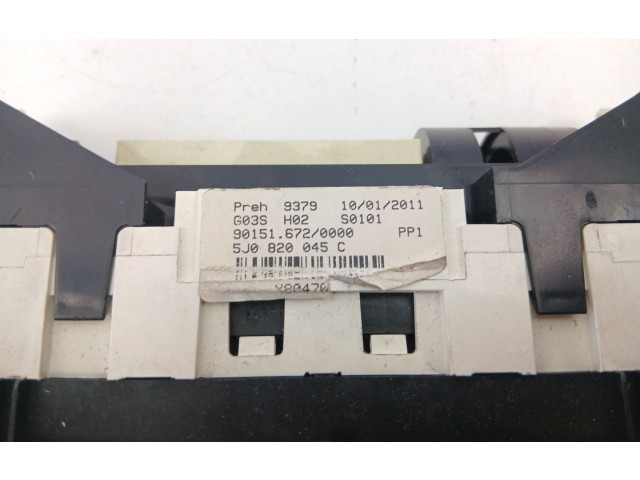 Preh 9379 10/01/2011
G03S H02 S0101
90151.672/0000 PP1
5J0 820 045 C